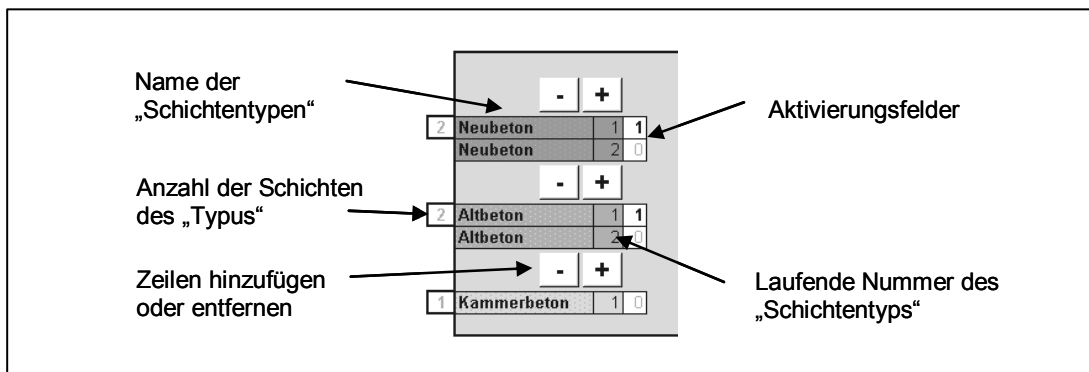 Name der
„Schichtentypen“
- +
Aktivierungsfelder
2 Neubeton 1 1
Neubeton 2 0
- +
Anzahl der Schichten
des „Typus“
2 Altbeton 1 1
Altbeton 2 0
Zeilen hinzufügen
oder entfernen
- +
Laufende Nummer des
„Schichtentyps“
1 Kammerbeton 1 0